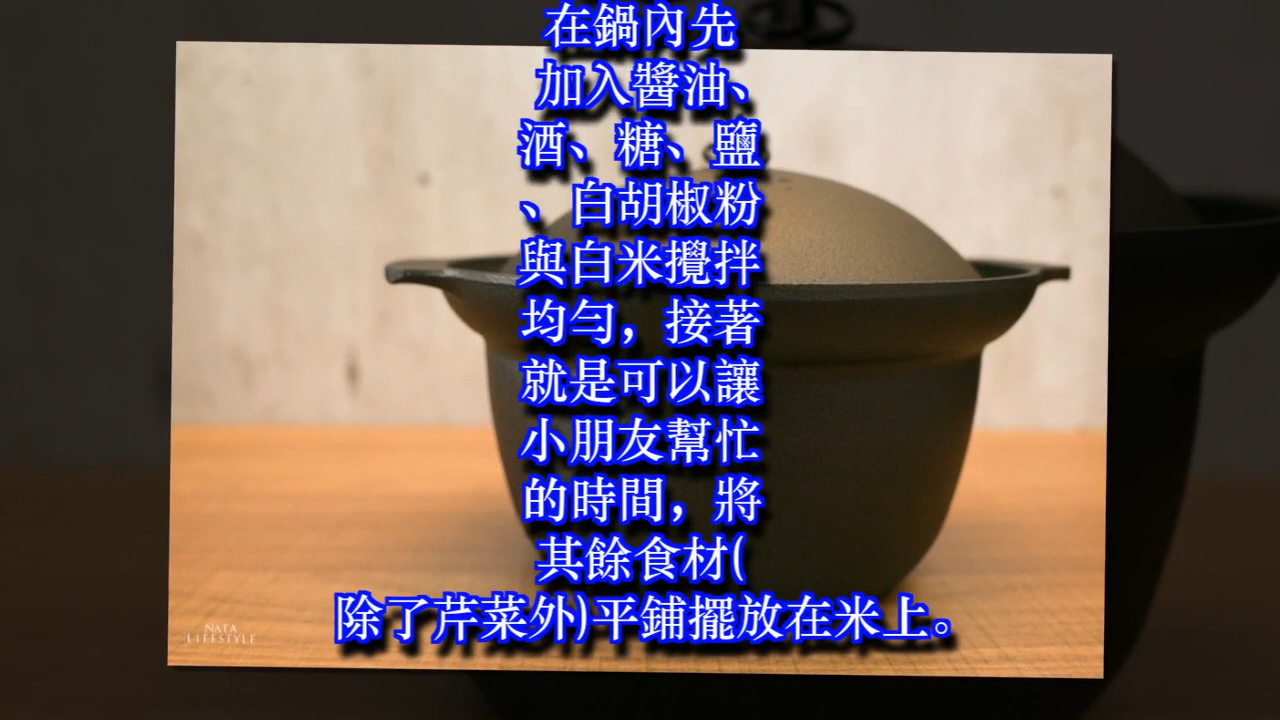 在鍋內先
加入醬油、
酒、糖、鹽
、白胡椒粉
與白米攪拌
均勻，接著
就是可以讓
小朋友幫忙
的時間，將
其餘食材(
除了芹菜外)平鋪擺放在米上。
NATA
LIFESTYLE